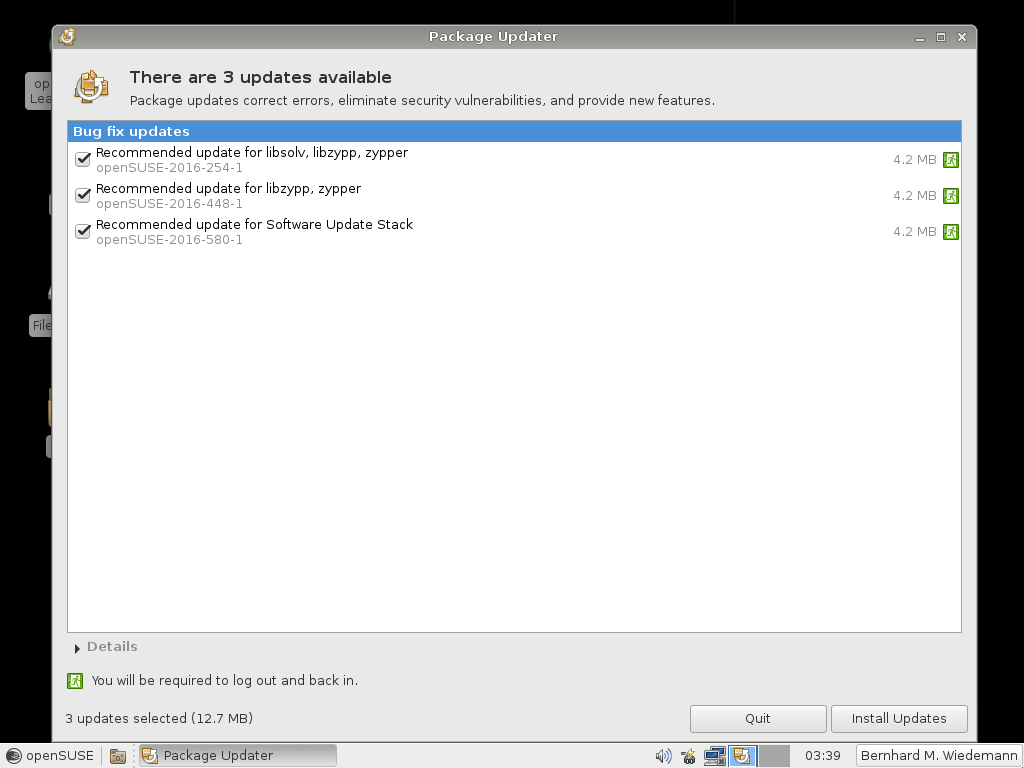 Package Updater
There are 3 updates available
Package updates correct errors, eliminate security vulnerabilities, and provide new features.
op
Lea
Bug fix updates
Recommended update for libsolv, libzypp, zypper
openSUSE-2016-254-1
4.2 MB
Recommended update for libzypp, zypper
openSUSE-2016-448-1
4.2 MB
Recommended update for Software Update Stack
openSUSE-2016-580-1
4.2 MB
File
Details
You will be required to log out and back in.
3 updates selected (12.7 MB)
Quit
Install Updates
openSUSE
Package Updater
03:39
Bernhard M. Wiedemann